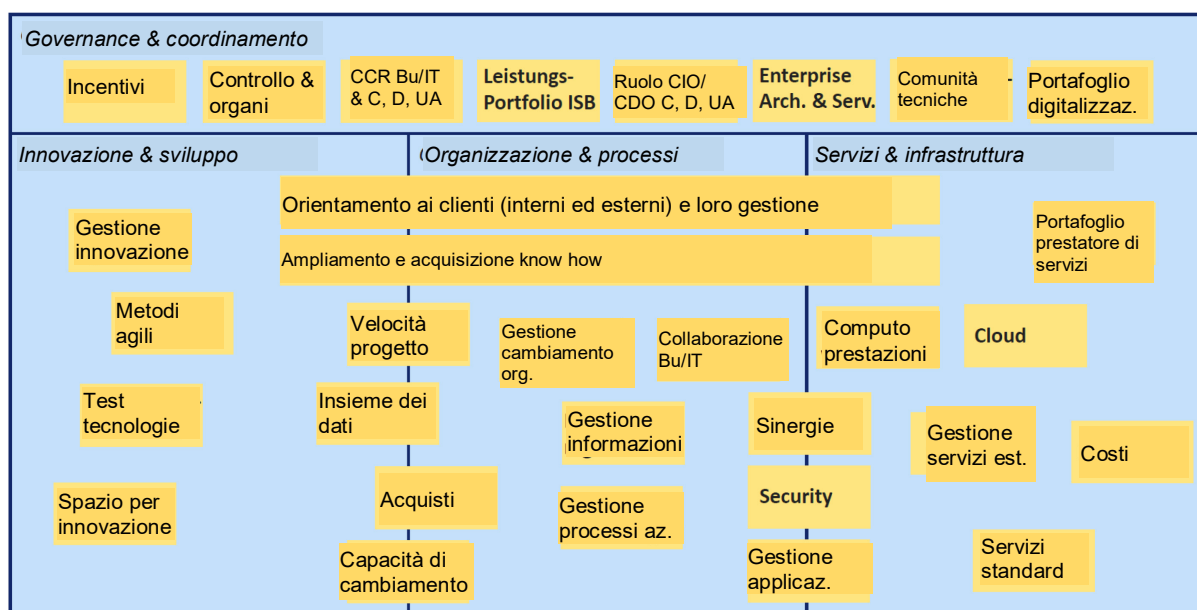 Governance & coordinamento
Incentivi
Controllo &
organi
CCR Bu/IT
& C, D, UA
Leistungs-
Portfolio ISB
Ruolo CIO/
CDO C, D, UA
Enterprise
Arch. & Serv.
Comunità
tecniche
Portafoglio
digitalizzaz.
Innovazione & sviluppo
Organizzazione & processi
Servizi & infrastruttura
Orientamento ai clienti (interni ed esterni) e loro gestione
Gestione
innovazione
Portafoglio
prestatore di
servizi
Ampliamento e acquisizione know how
Metodi
agili
Velocità
progetto
Gestione
cambiamento
org.
Collaborazione
Bu/IT
Computo
prestazioni
Cloud
Test
tecnologie
Insieme dei
dati
Gestione
informazioni
Sinergie
Gestione
servizi est.
Costi
Spazio per
innovazione
Acquisti
Gestione
processi az.
Security
Capacità di
cambiamento
Gestione
applicaz.
Servizi
standard